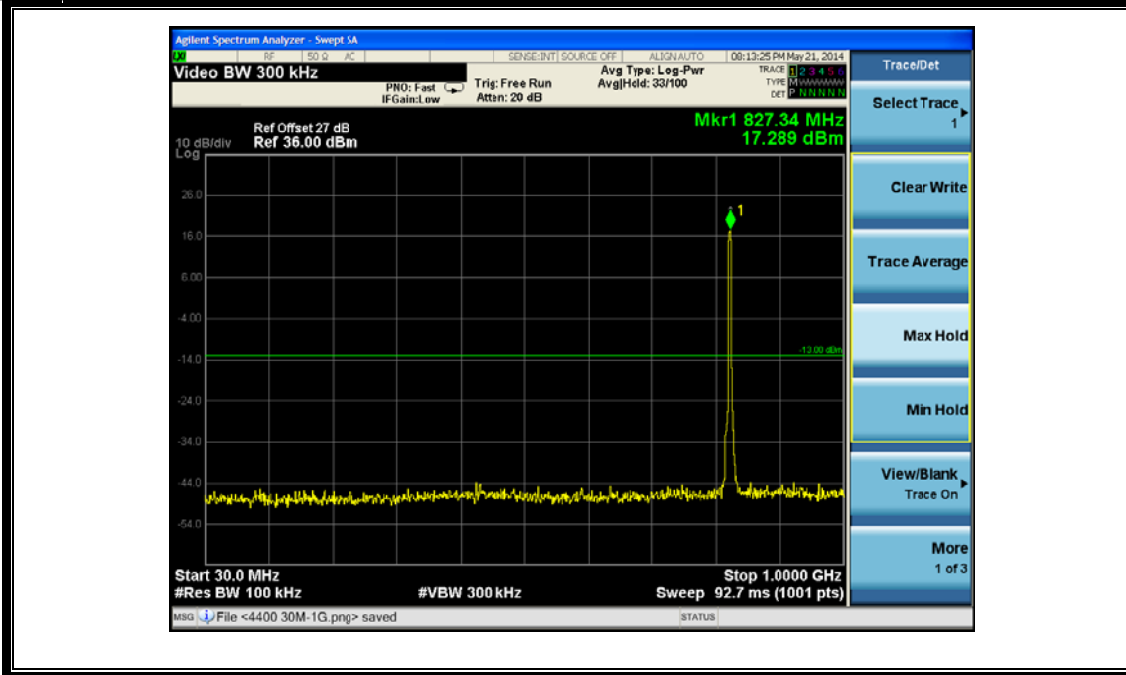 Agilent Spectrum Analyzer - Swept SA
RF 50 Ω AC SENSE:INT SOURCE OFF ALIGN AUTO 08:13:25 PM May 21, 2014
Video BW 300 kHz
PNO: Fast
IFGain:Low
Trig: Free Run
Atten: 20 dB
Avg Type: Log-Pwr
Avg|Hold: 33/100
TRACE 1 2 3 4 5 6
TYPE M WWWWW
DET P N N N N N
Mkr1 827.34 MHz
17.289 dBm
Ref Offset 27 dB
10 dB/div Ref 36.00 dBm
Log
26.0
16.0
6.00
-4.00
-14.0
-24.0
-34.0
-44.0
-54.0
1
-13.00 dBm
Start 30.0 MHz Stop 1.0000 GHz
#Res BW 100 kHz #VBW 300 kHz Sweep 92.7 ms (1001 pts)
MSG File <4400 30M-1G.png> saved STATUS
Trace/Det
Select Trace
1
Clear Write
Trace Average
Max Hold
Min Hold
View/Blank
Trace On
More
1 of 3